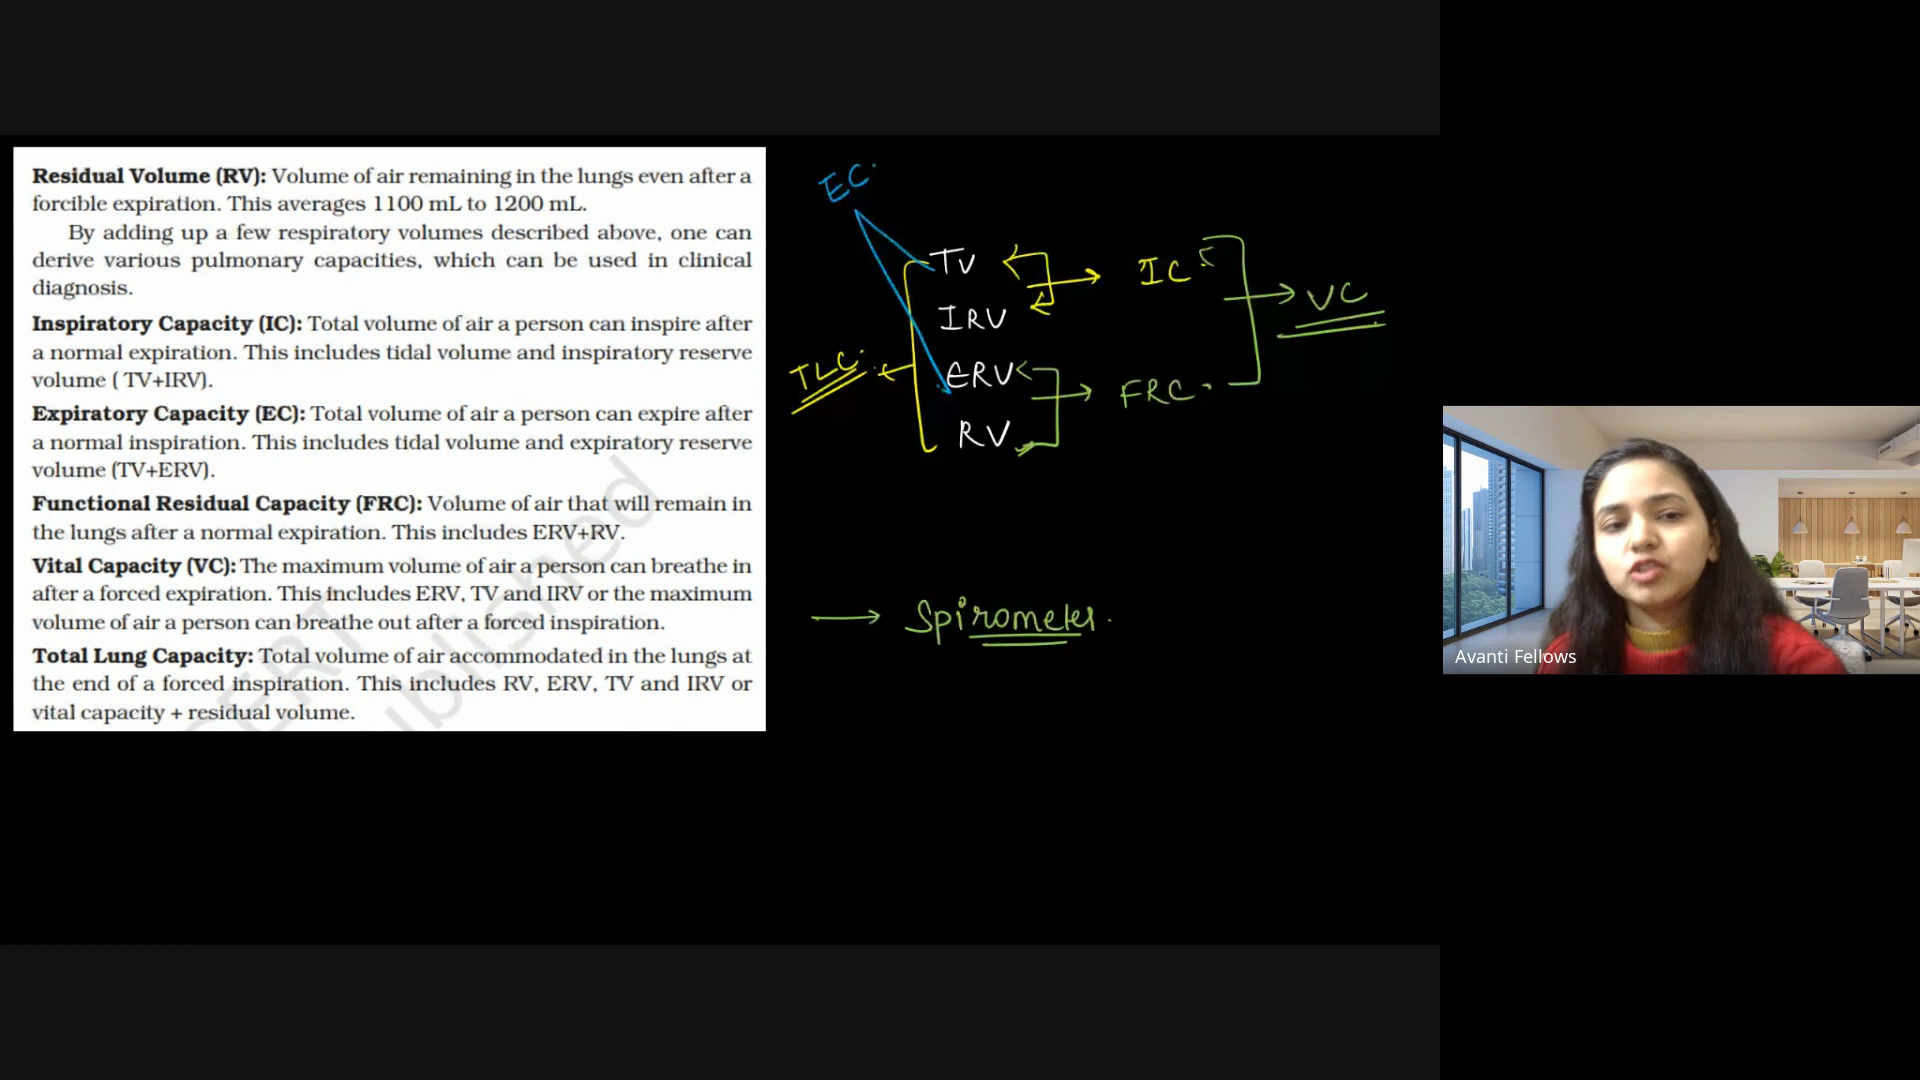 Residual Volume (RV): Volume of air remaining in the lungs even after a
forcible expiration. This averages 1100 mL to 1200 mL.
By adding up a few respiratory volumes described above, one can
derive various pulmonary capacities, which can be used in clinical
diagnosis.
Inspiratory Capacity (IC): Total volume of air a person can inspire after
a normal expiration. This includes tidal volume and inspiratory reserve
volume ( TV+IRV).
Expiratory Capacity (EC): Total volume of air a person can expire after
a normal inspiration. This includes tidal volume and expiratory reserve
volume (TV+ERV).
Functional Residual Capacity (FRC): Volume of air that will remain in
the lungs after a normal expiration. This includes ERV+RV.
Vital Capacity (VC): The maximum volume of air a person can breathe in
after a forced expiration. This includes ERV, TV and IRV or the maximum
volume of air a person can breathe out after a forced inspiration.
Total Lung Capacity: Total volume of air accommodated in the lungs at
the end of a forced inspiration. This includes RV, ERV, TV and IRV or
vital capacity + residual volume.
EC.
TV
IC
IRV
VC
TLC.
ERV
FRC.
RV
Spirometer.
Avanti Fellows